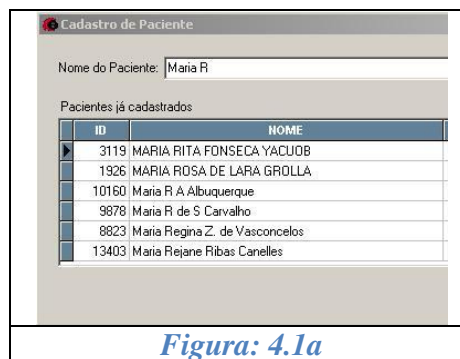 Cadastro de Paciente
Nome do Paciente: Maria R
Pacientes já cadastrados
ID NOME
3119 MARIA RITA FONSECA YACUOB
1926 MARIA ROSA DE LARA GROLLA
10160 Maria R A Albuquerque
9878 Maria R de S Carvalho
8823 Maria Regina Z. de Vasconcelos
13403 Maria Rejane Ribas Canelles
Figura: 4.1a